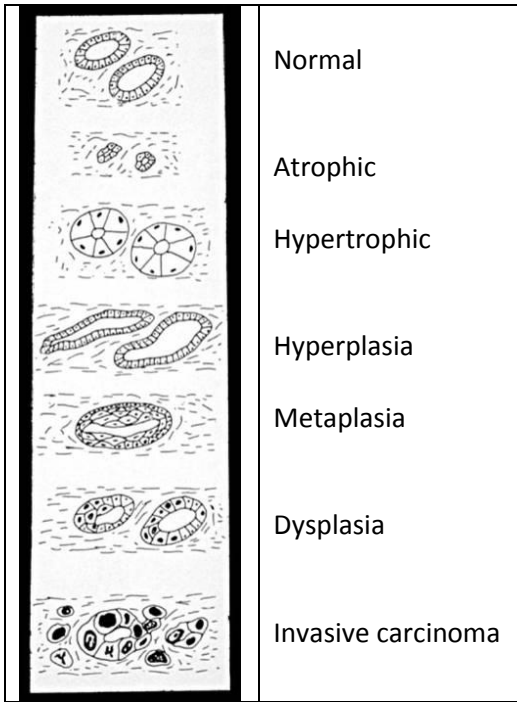 Normal
Atrophic
Hypertrophic
Hyperplasia
Metaplasia
Dysplasia
Invasive carcinoma